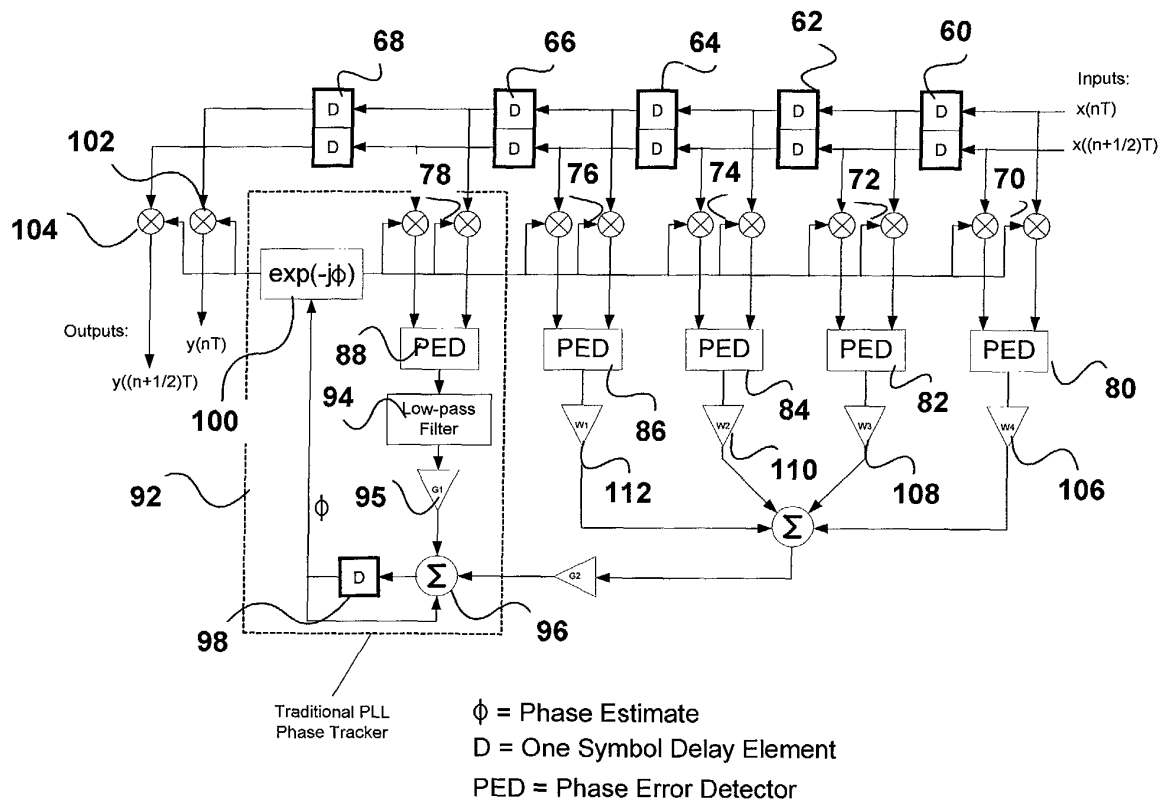 68
66
64
62
60
Inputs:
D
D
D
D
D
x(nT)
D
D
D
D
D
x((n+1/2)T)
102
78
76
74
72
70
104
exp(-jϕ)
Outputs:
y(nT)
y((n+1/2)T)
100
88
PED
PED
PED
PED
PED
86
84
82
80
94
Low-pass
Filter
W1
W2
W3
W4
112
110
108
106
92
95
G1
ϕ
Σ
D
Σ
G2
98
96
Traditional PLL
Phase Tracker
ϕ = Phase Estimate
D = One Symbol Delay Element
PED = Phase Error Detector